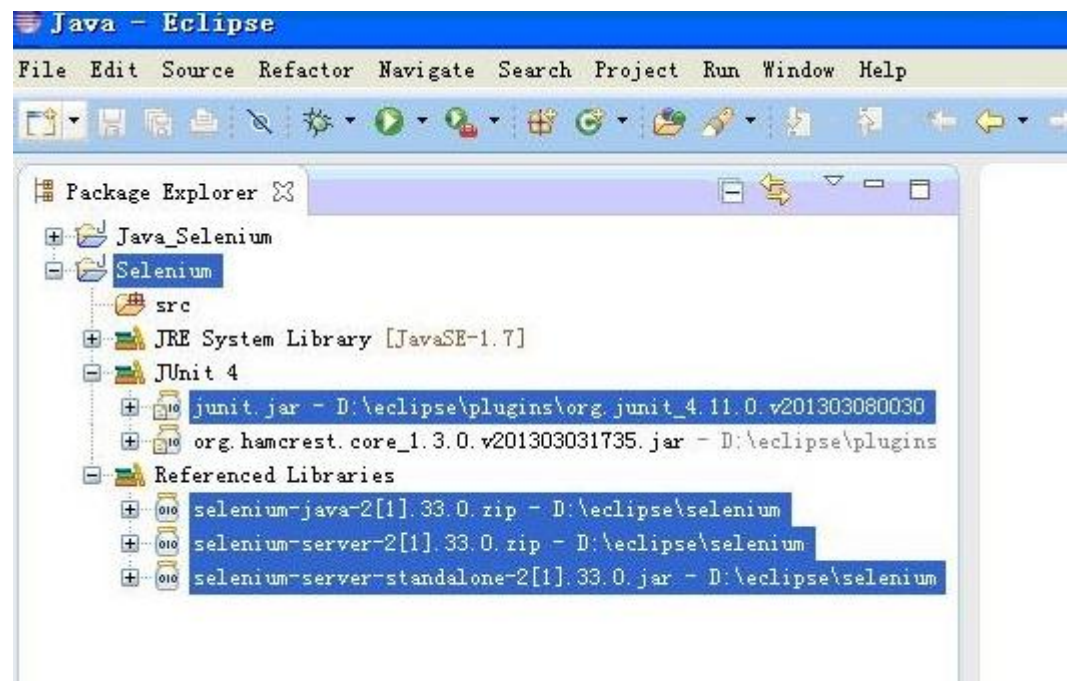 Java - Eclipse
File Edit Source Refactor Navigate Search Project Run Window Help
Package Explorer
Java_Selenium
Selenium
src
JRE System Library [JavaSE-1.7]
JUnit 4
junit.jar - D:\eclipse\plugins\org.junit_4.11.0.v201303080030
org.hamcrest.core_1.3.0.v201303031735.jar - D:\eclipse\plugins
Referenced Libraries
selenium-java-2[1].33.0.zip - D:\eclipse\selenium
selenium-server-2[1].33.0.zip - D:\eclipse\selenium
selenium-server-standalone-2[1].33.0.jar - D:\eclipse\selenium